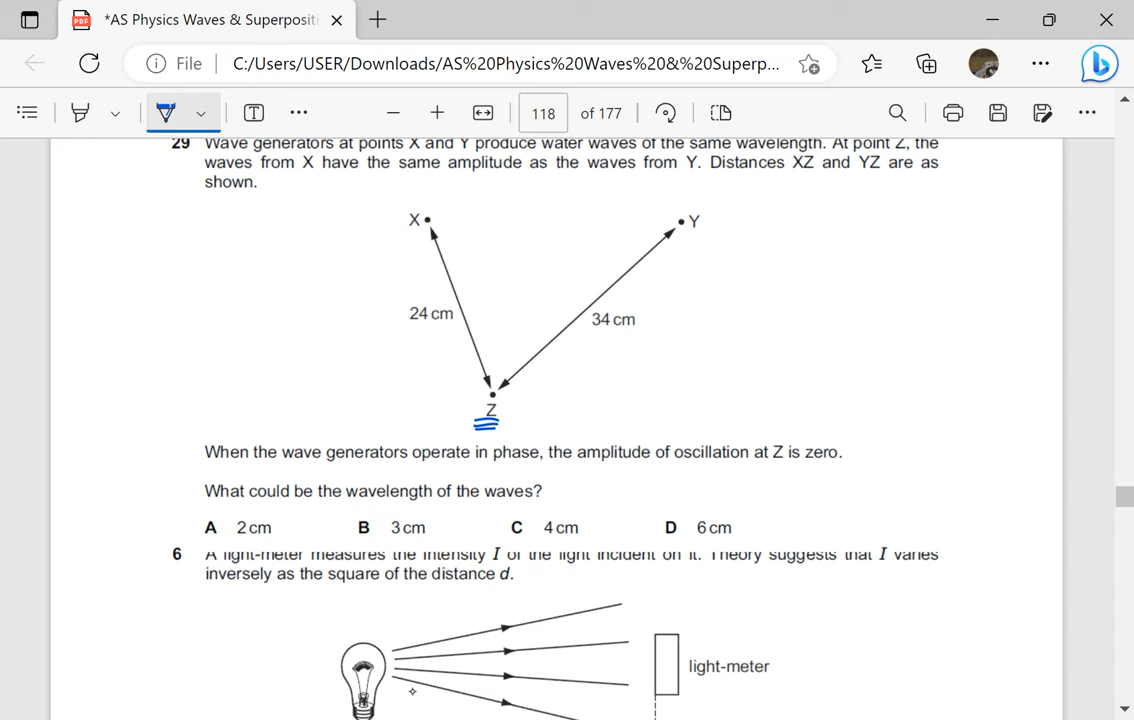 *AS Physics Waves & Superpositi
File
C:/Users/USER/Downloads/AS%20Physics%20Waves%20&%20Superp...
118 of 177
29 Wave generators at points X and Y produce water waves of the same wavelength. At point Z, the
waves from X have the same amplitude as the waves from Y. Distances XZ and YZ are as
shown.
X
Y
24 cm
34 cm
Z
When the wave generators operate in phase, the amplitude of oscillation at Z is zero.
What could be the wavelength of the waves?
A 2 cm B 3 cm C 4 cm D 6 cm
6 A light-meter measures the intensity I of the light incident on it. Theory suggests that I varies
inversely as the square of the distance d.
light-meter